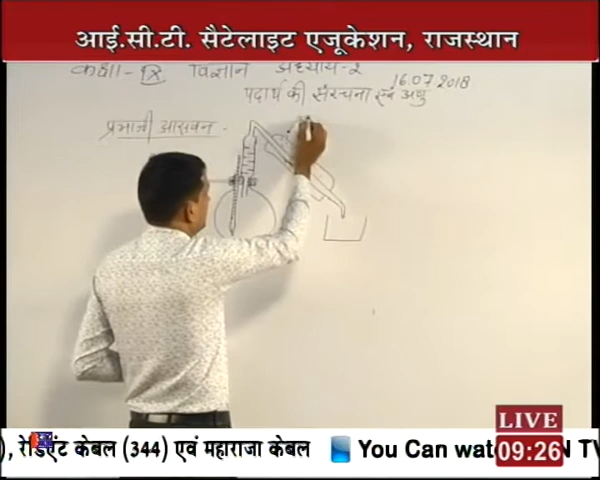 आई.सी.टी. सैटेलाइट एजूकेशन, राजस्थान
कक्षा - IX विज्ञान अध्याय-2
16.07.2018
पदार्थ की संरचना एवं अणु
प्रभाजी आसवन -
), रेडिएंट केबल (344) एवं महाराजा केबल
You Can wat
N TV
LIVE
09:26